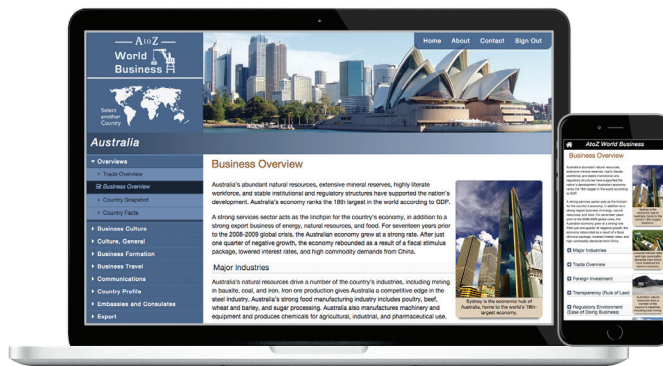 AtoZ
World
Business
Home About Contact Sign Out
Select
another
Country
Australia
Overviews
Trade Overview
Business Overview
Country Snapshot
Country Facts
Business Culture
Culture, General
Business Formation
Business Travel
Communications
Country Profile
Embassies and Consulates
Export
Business Overview
Australia's abundant natural resources, extensive mineral reserves, highly literate
workforce, and stable institutional and regulatory structures have supported the nation's
development. Australia's economy ranks the 18th largest in the world according to GDP.
A strong services sector acts as the linchpin for the country's economy, in addition to a
strong export business of energy, natural resources, and food. For seventeen years prior
to the 2008-2009 global crisis, the Australian economy grew at a strong rate. After just
one quarter of negative growth, the economy rebounded as a result of a fiscal stimulus
package, lowered interest rates, and high commodity demands from China.
Major Industries
Australia's natural resources drive a number of the country's industries, including mining
in bauxite, coal, and iron. Iron ore production gives Australia a competitive edge in the
steel industry. Australia's strong food manufacturing industry includes poultry, beef,
wheat and barley, and sugar processing. Australia also manufactures machinery and
equipment and produces chemicals for agricultural, industrial, and pharmaceutical use.
Sydney is the economic hub of
Australia, home to the world's 18th-
largest economy.
AtoZ World Business
Business Overview
Major Industries
Trade Overview
Foreign Investment
Transparency (Rule of Law)
Regulatory Environment
(Ease of Doing Business)